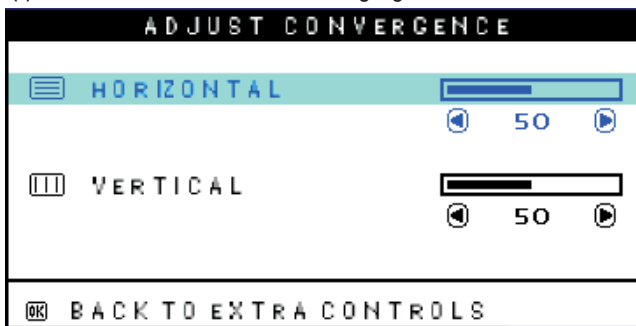 ADJUST CONVERGENCE
HORIZONTAL
50
VERTICAL
50
OK BACK TO EXTRA CONTROLS